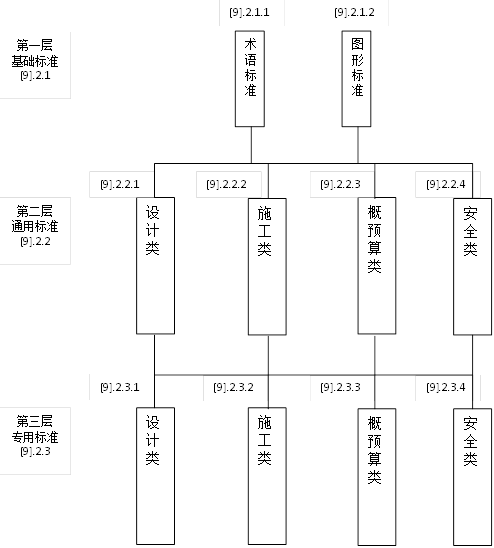 [9].2.1.1
[9].2.1.2
第一层
基础标准
[9].2.1
术语标准
图形标准
[9].2.2.1
[9].2.2.2
[9].2.2.3
[9].2.2.4
第二层
通用标准
[9].2.2
设计类
施工类
概预算类
安全类
[9].2.3.1
[9].2.3.2
[9].2.3.3
[9].2.3.4
第三层
专用标准
[9].2.3
设计类
施工类
概预算类
安全类